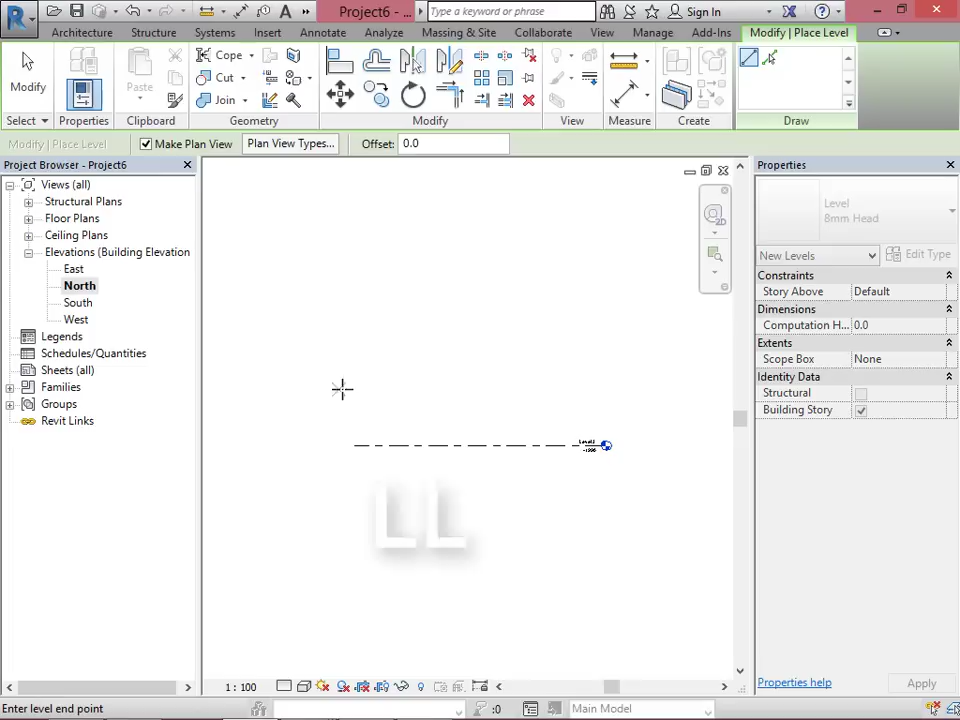 Project6 - ...
Type a keyword or phrase
Sign In
Architecture
Structure
Systems
Insert
Annotate
Analyze
Massing & Site
Collaborate
View
Manage
Add-Ins
Modify | Place Level
Modify
Paste
Cope
Cut
Join
Select
Properties
Clipboard
Geometry
Modify
View
Measure
Create
Draw
Modify | Place Level
Make Plan View
Plan View Types...
Offset: 0.0
Project Browser - Project6
Views (all)
Structural Plans
Floor Plans
Ceiling Plans
Elevations (Building Elevation
East
North
South
West
Legends
Schedules/Quantities
Sheets (all)
Families
Groups
Revit Links
2D
LL
Properties
Level
8mm Head
New Levels
Edit Type
Constraints
Story Above Default
Dimensions
Computation H... 0.0
Extents
Scope Box None
Identity Data
Structural
Building Story
Properties help
Apply
1 : 100
Enter level end point
:0
Main Model